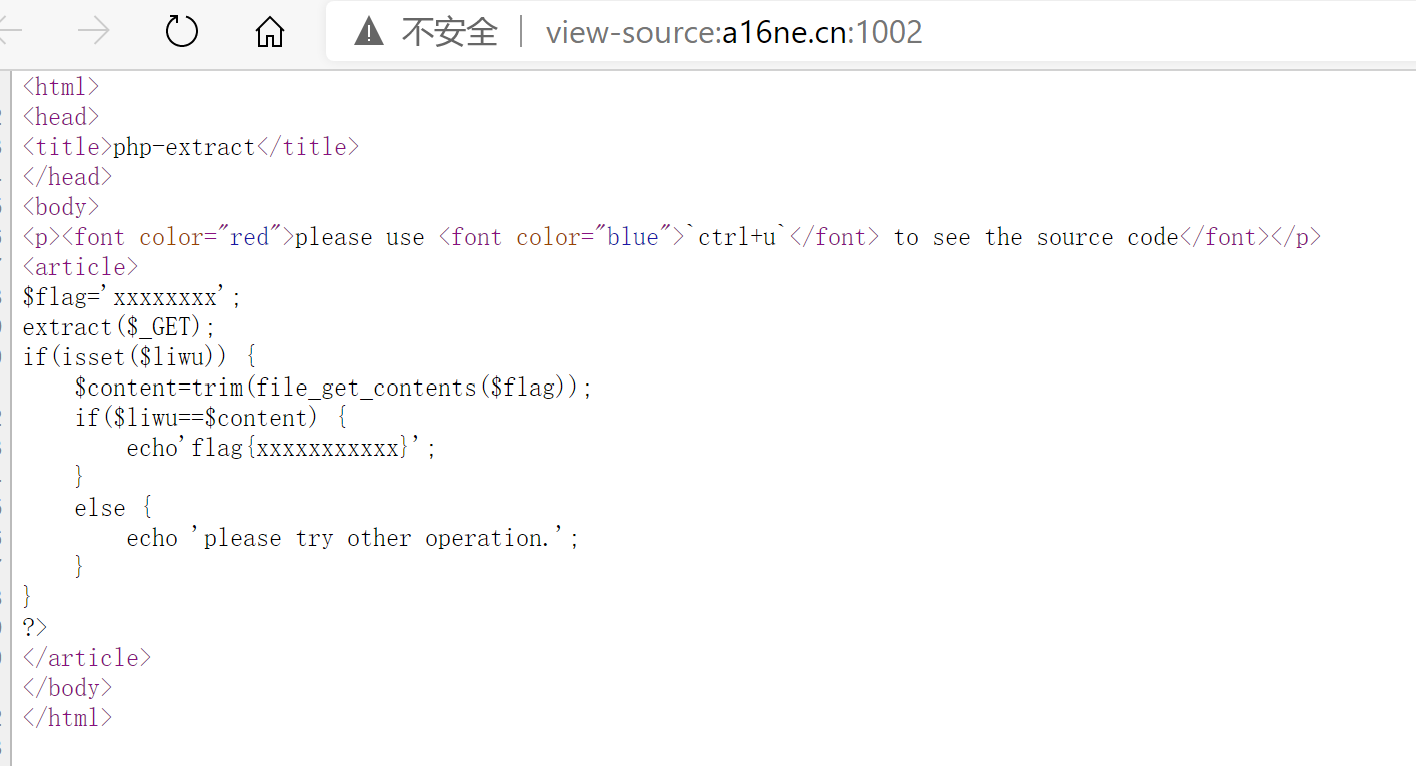 不安全 view-source:a16ne.cn:1002
<html>
<head>
<title>php-extract</title>
</head>
<body>
<p><font color="red">please use <font color="blue">`ctrl+u`</font> to see the source code</font></p>
<article>
$flag='xxxxxxxx';
extract($_GET);
if(isset($liwu)) {
    $content=trim(file_get_contents($flag));
    if($liwu==$content) {
        echo'flag{xxxxxxxxxxx}';
    }
    else {
        echo 'please try other operation.';
    }
}
?>
</article>
</body>
</html>